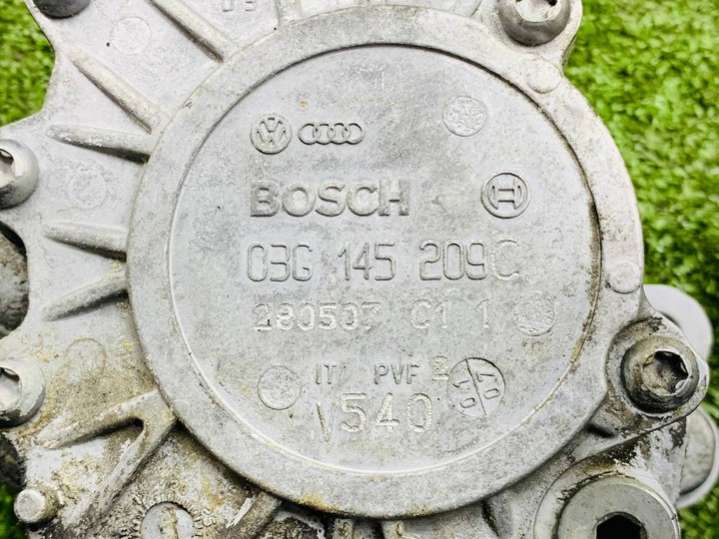 BOSCH
03G 145 209C
280507 C1 1
IT PVF
V540